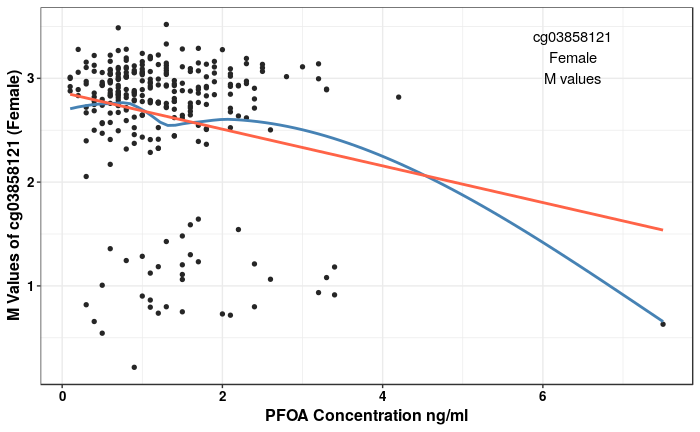 cg03858121
Female
M values
M Values of cg03858121 (Female)
3
2
1
0
2
4
6
PFOA Concentration ng/ml